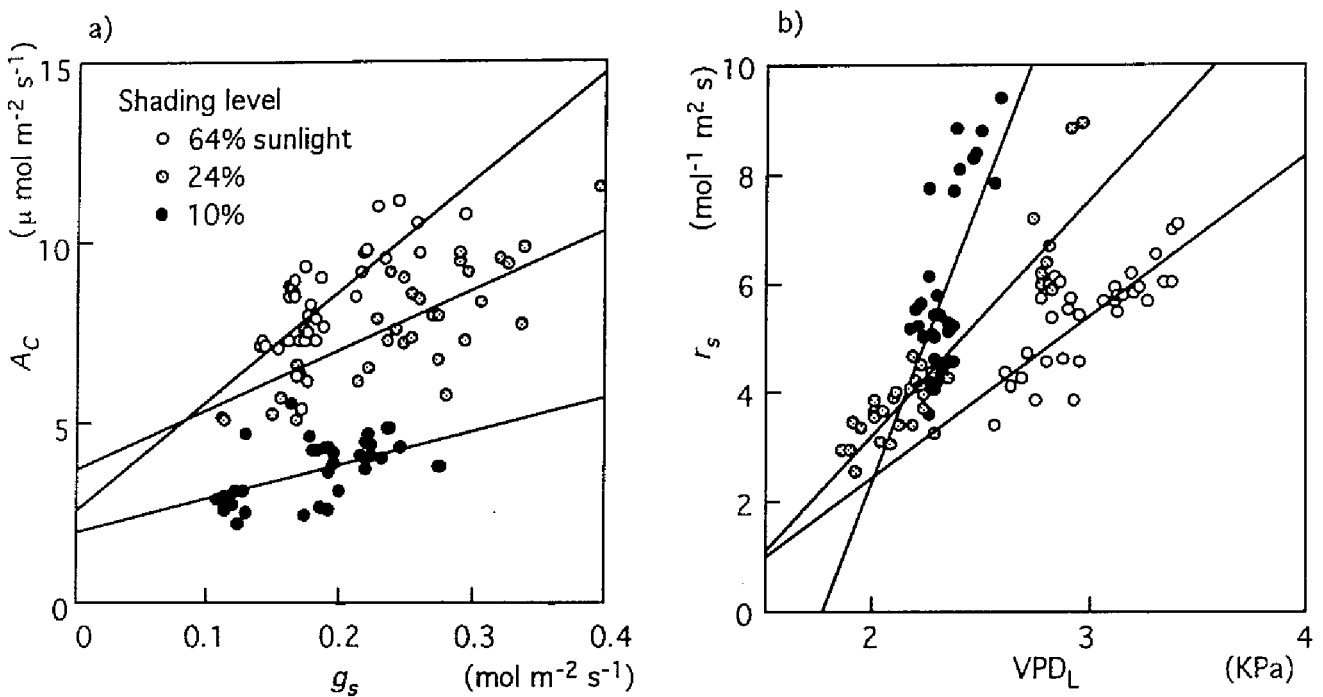 a)
15
10
5
0
A_C (μ mol m⁻² s⁻¹)
Shading level
64% sunlight
24%
10%
0 0.1 0.2 0.3 0.4
g_s (mol m⁻² s⁻¹)
b)
10
8
6
4
2
0
r_s (mol⁻¹ m² s)
2 3 4
VPD_L (KPa)